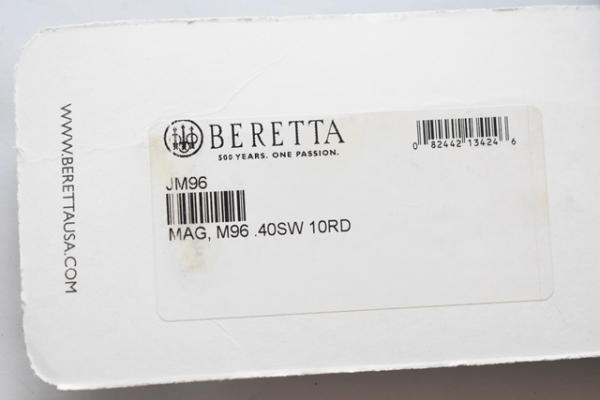 WWW.BERETTAUSA.COM
BERETTA
500 YEARS. ONE PASSION.
0 82442 13424 6
JM96
MAG, M96 .40SW 10RD